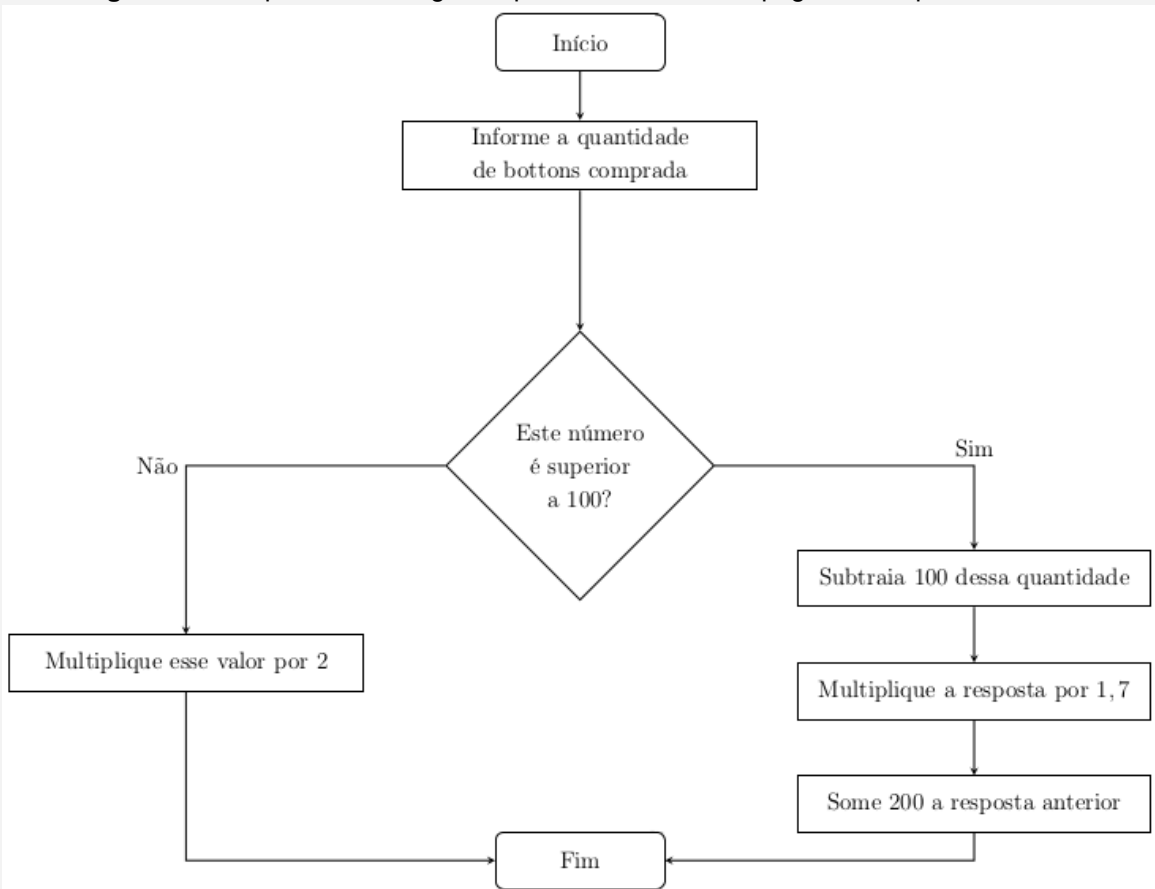 Início
Informe a quantidade
de bottons comprada
Este número
é superior
a 100?
Não
Sim
Subtraia 100 dessa quantidade
Multiplique esse valor por 2
Multiplique a resposta por 1,7
Some 200 a resposta anterior
Fim